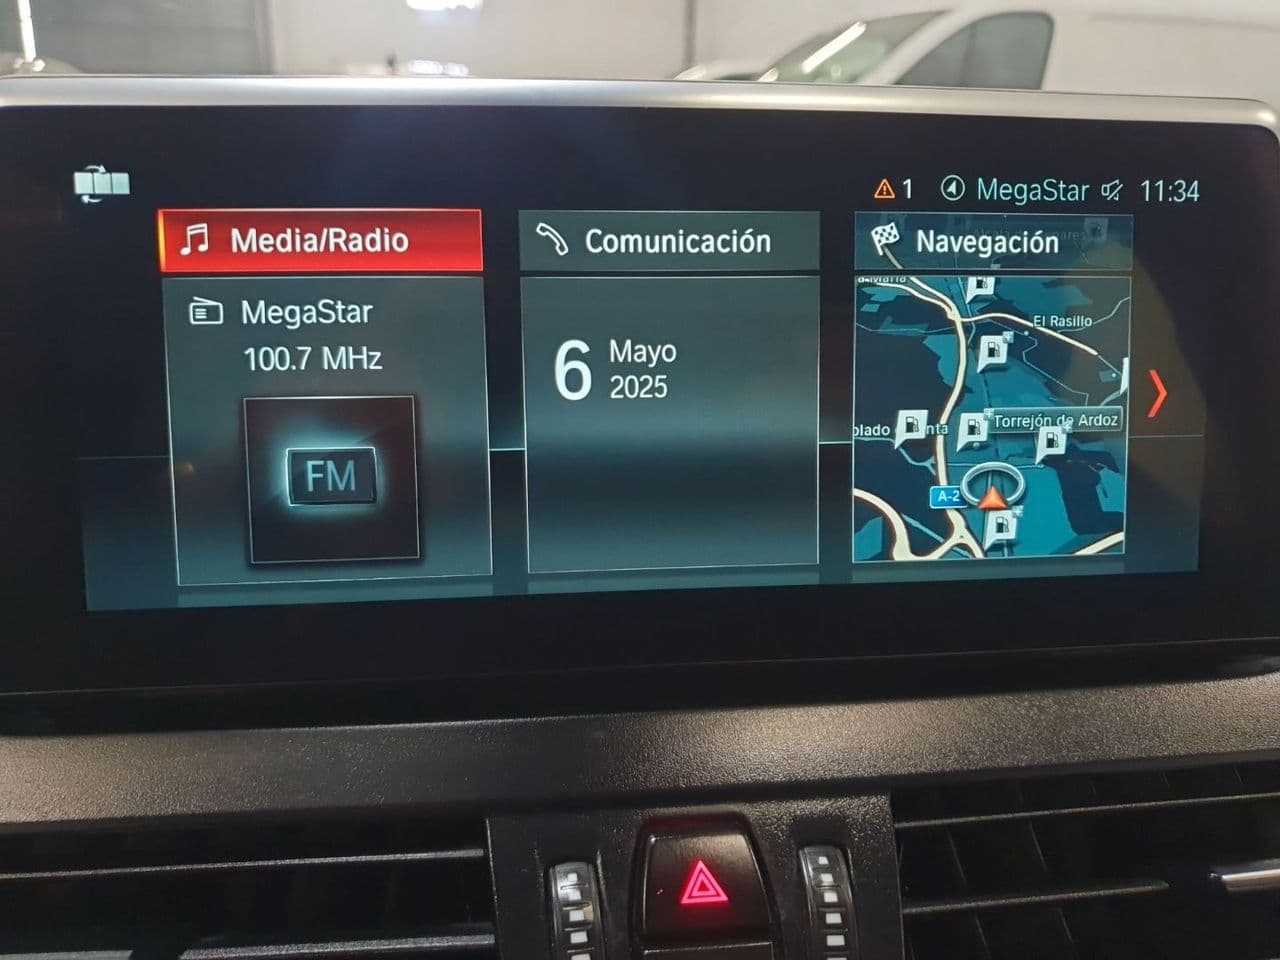 1 MegaStar 11:34
Media/Radio
MegaStar
100.7 MHz
FM
Comunicación
6 Mayo
2025
Navegación
El Rasillo
Torrejón de Ardoz
A-2